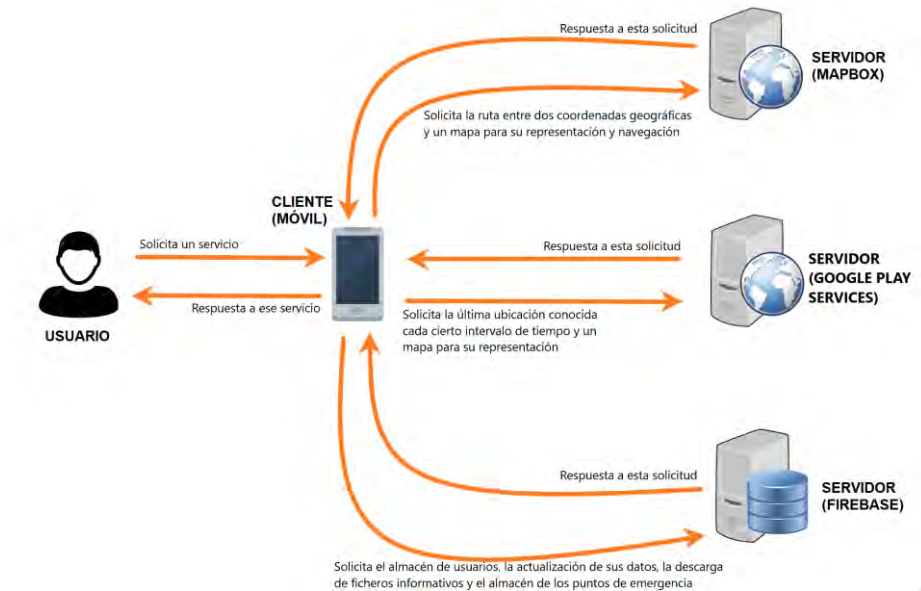 Respuesta a esta solicitud
SERVIDOR
(MAPBOX)
Solicita la ruta entre dos coordenadas geográficas
y un mapa para su representación y navegación
CLIENTE
(MÓVIL)
Solicita un servicio
Respuesta a ese servicio
USUARIO
Respuesta a esta solicitud
SERVIDOR
(GOOGLE PLAY
SERVICES)
Solicita la última ubicación conocida
cada cierto intervalo de tiempo y un
mapa para su representación
Respuesta a esta solicitud
SERVIDOR
(FIREBASE)
Solicita el almacén de usuarios, la actualización de sus datos, la descarga
de ficheros informativos y el almacén de los puntos de emergencia